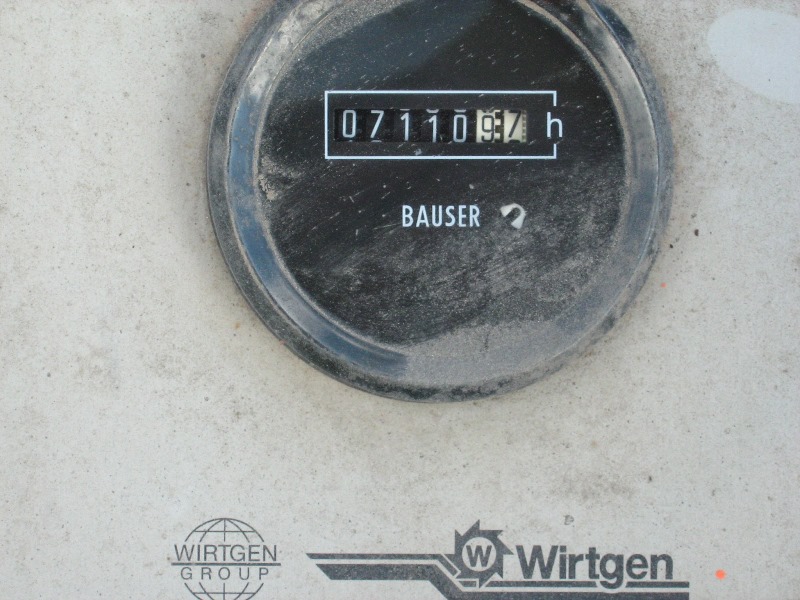 0711097 h
BAUSER
WIRTGEN
GROUP
W Wirtgen